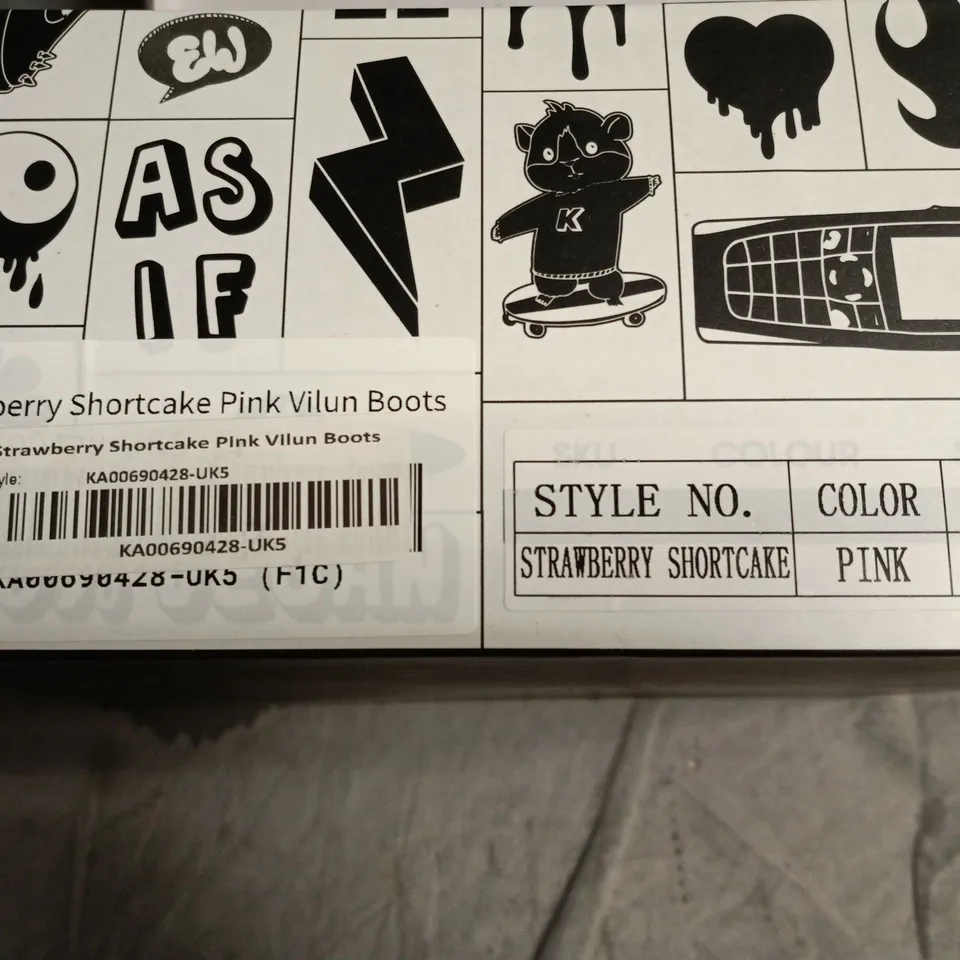 EW
AS
IF
K
berry Shortcake Pink Vilun Boots
Strawberry Shortcake Pink Vilun Boots
yle: KA00690428-UK5
KA00690428-UK5
KA00690428-UK5 (F1C)
SKU COLOUR
STYLE NO. COLOR
STRAWBERRY SHORTCAKE PINK